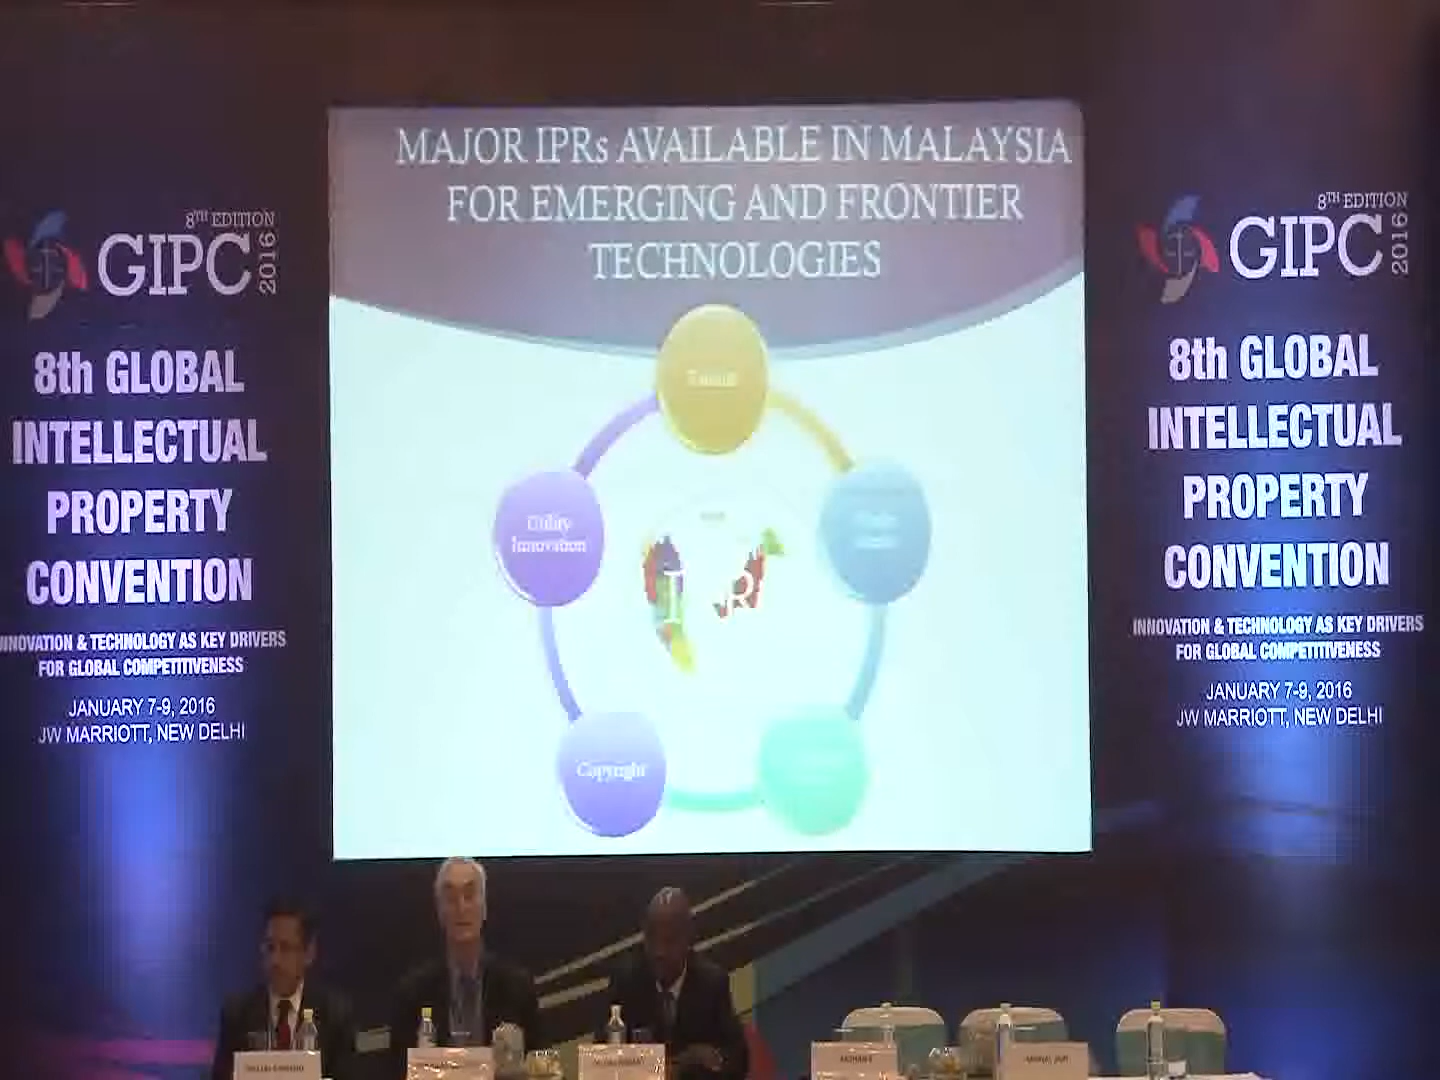 MAJOR IPRs AVAILABLE IN MALAYSIA
FOR EMERGING AND FRONTIER
TECHNOLOGIES
Utility
Innovation
Copyright
I R
8TH EDITION
GIPC
2016
8th GLOBAL
INTELLECTUAL
PROPERTY
CONVENTION
INNOVATION & TECHNOLOGY AS KEY DRIVERS
FOR GLOBAL COMPETITIVENESS
JANUARY 7-9, 2016
JW MARRIOTT, NEW DELHI
8TH EDITION
GIPC
2016
8th GLOBAL
INTELLECTUAL
PROPERTY
CONVENTION
INNOVATION & TECHNOLOGY AS KEY DRIVERS
FOR GLOBAL COMPETITIVENESS
JANUARY 7-9, 2016
JW MARRIOTT, NEW DELHI